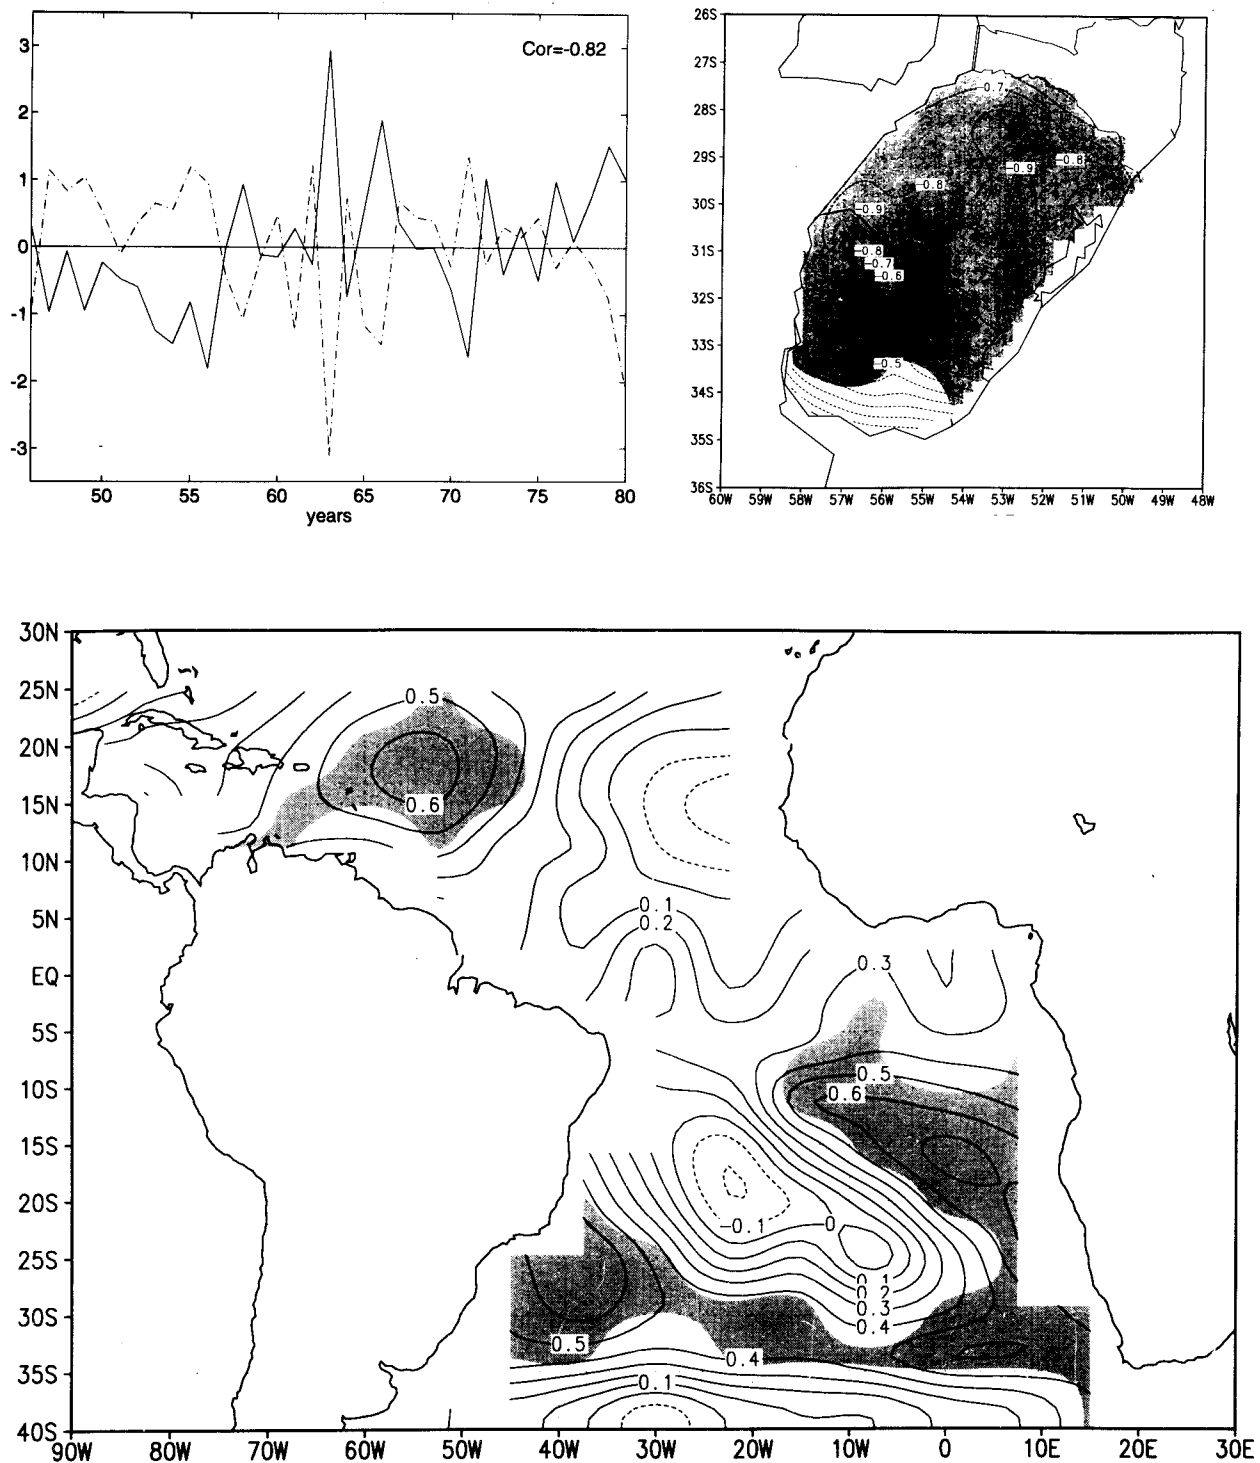 3
2
1
0
-1
-2
-3
Cor=-0.82
50 55 60 65 70 75 80
years
26S
27S
28S
29S
30S
31S
32S
33S
34S
35S
36S
-0.7
-0.8
-0.9
-0.8
-0.9
-0.8
-0.7
-0.6
-0.5
60W 59W 58W 57W 56W 55W 54W 53W 52W 51W 50W 49W 48W
30N
25N
20N
15N
10N
5N
EQ
5S
10S
15S
20S
25S
30S
35S
40S
0.5
0.6
0.1
0.2
0.3
0.5
0.6
-0.1
0
0.1
0.2
0.3
0.4
0.5
0.4
0.1
90W 80W 70W 60W 50W 40W 30W 20W 10W 0 10E 20E 30E